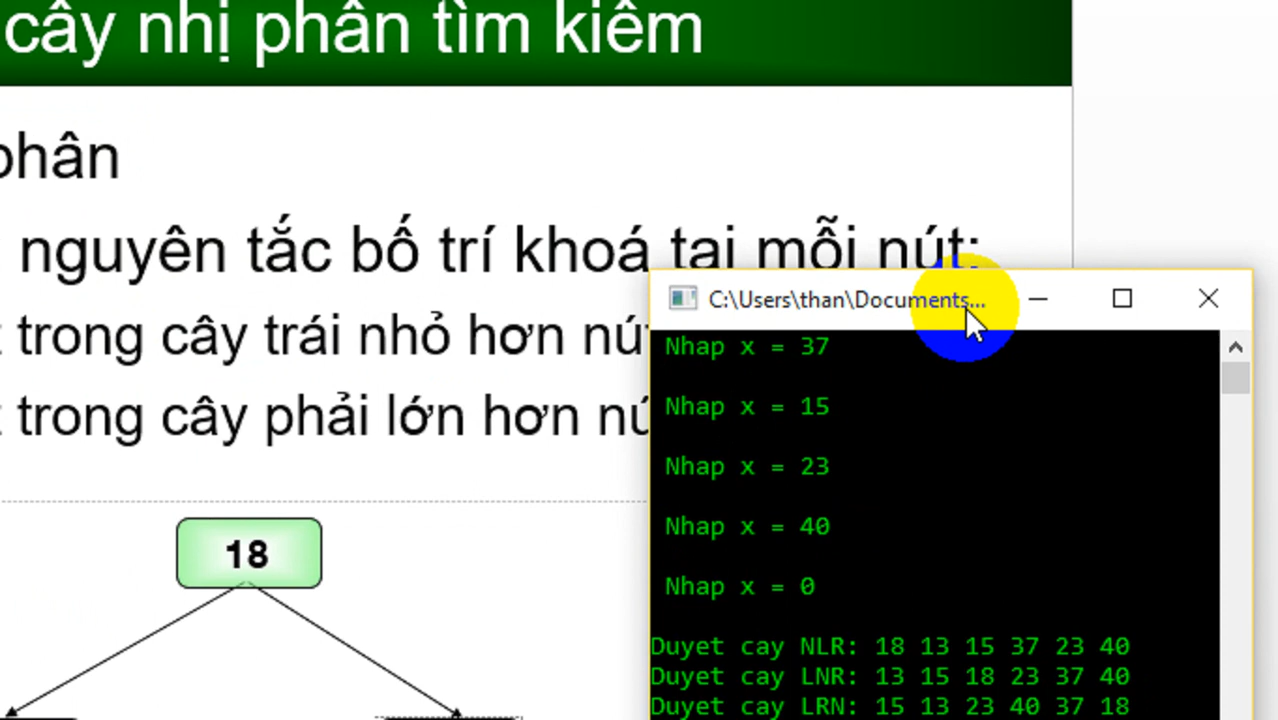 cây nhị phân tìm kiếm
phân
nguyên tắc bố trí khoá tại mỗi nút:
trong cây trái nhỏ hơn
trong cây phải lớn hơn
18
C:\Users\than\Documents...
Nhap x = 37
Nhap x = 15
Nhap x = 23
Nhap x = 40
Nhap x = 0
Duyet cay NLR: 18 13 15 37 23 40
Duyet cay LNR: 13 15 18 23 37 40
Duyet cay LRN: 15 13 23 40 37 18